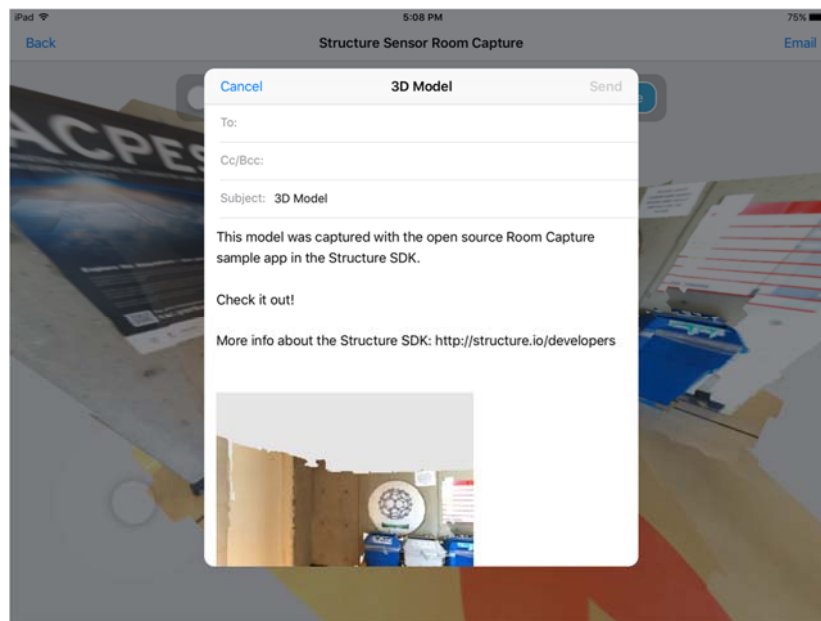 iPad
5:08 PM
75%
Back
Structure Sensor Room Capture
Email
Cancel
3D Model
Send
To:
Cc/Bcc:
Subject: 3D Model
This model was captured with the open source Room Capture
sample app in the Structure SDK.
Check it out!
More info about the Structure SDK: http://structure.io/developers
ACPES